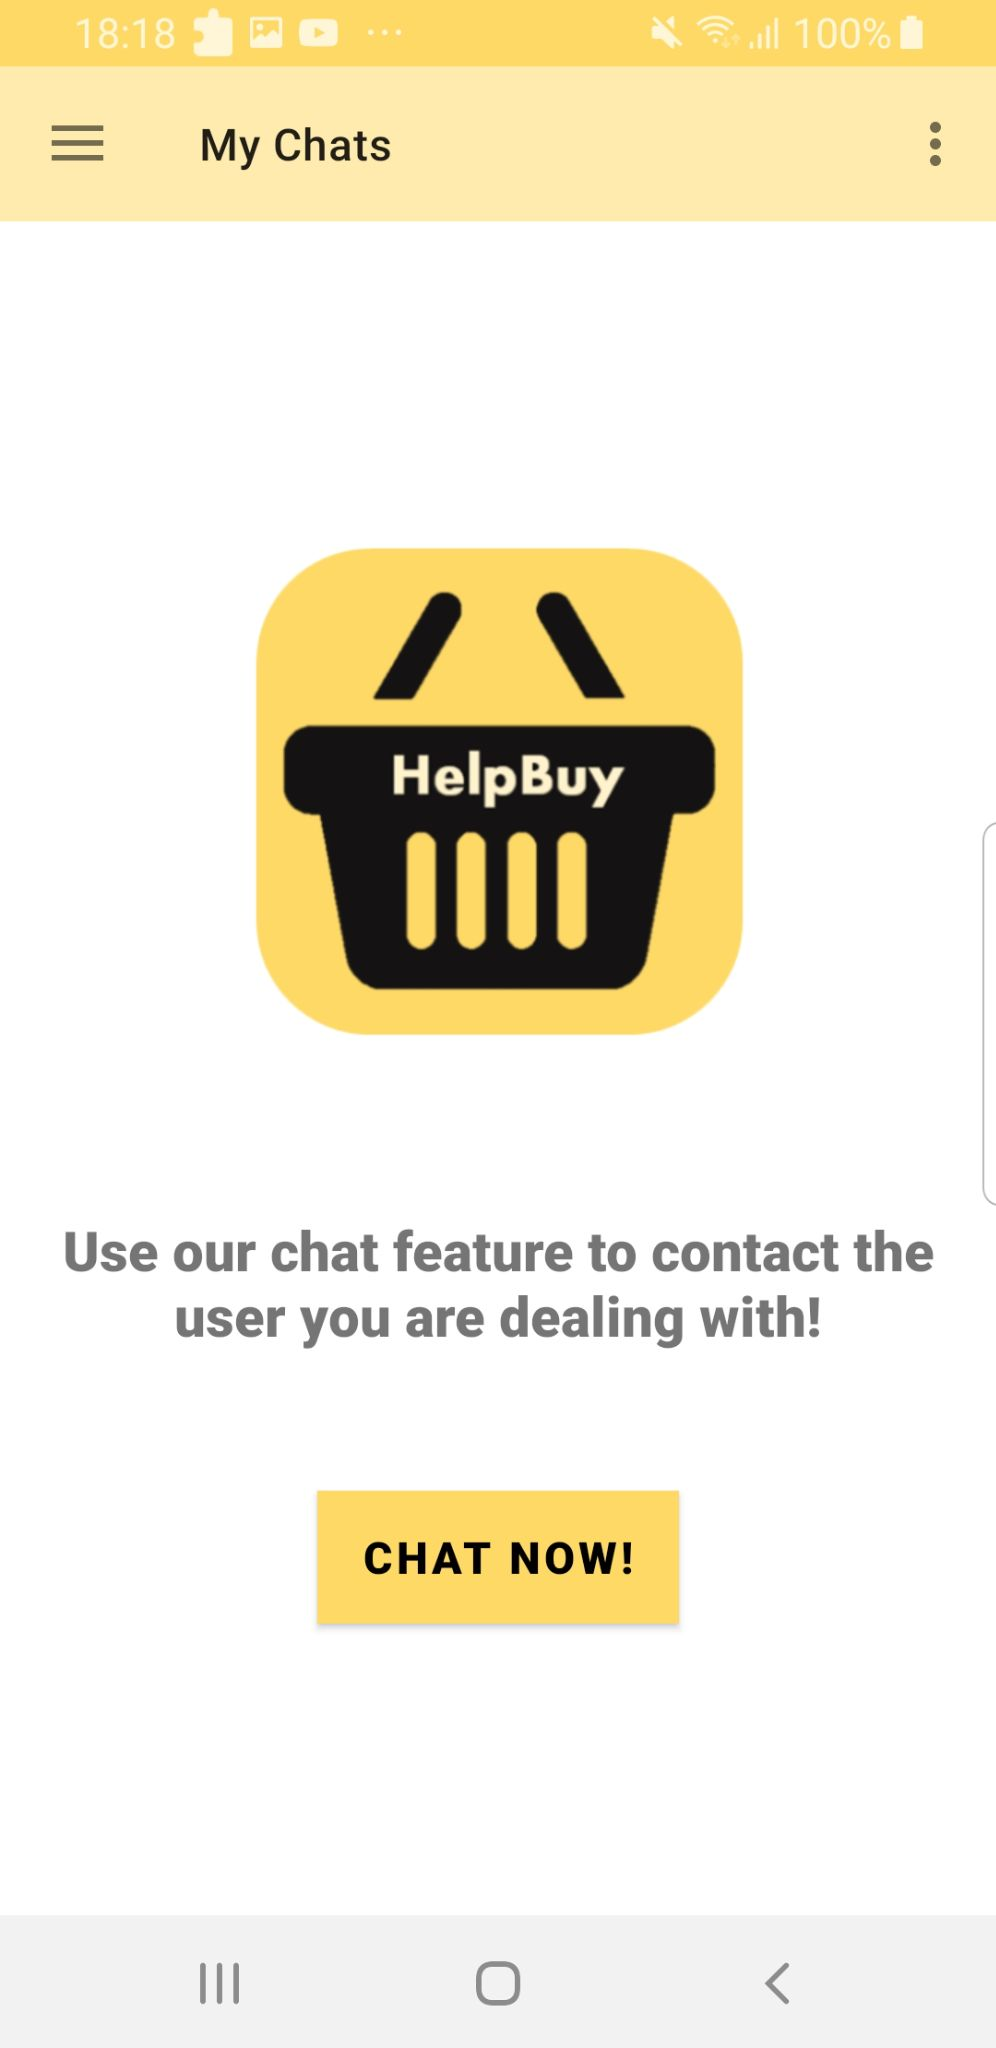 18:18
100%
My Chats
HelpBuy
Use our chat feature to contact the
user you are dealing with!
CHAT NOW!